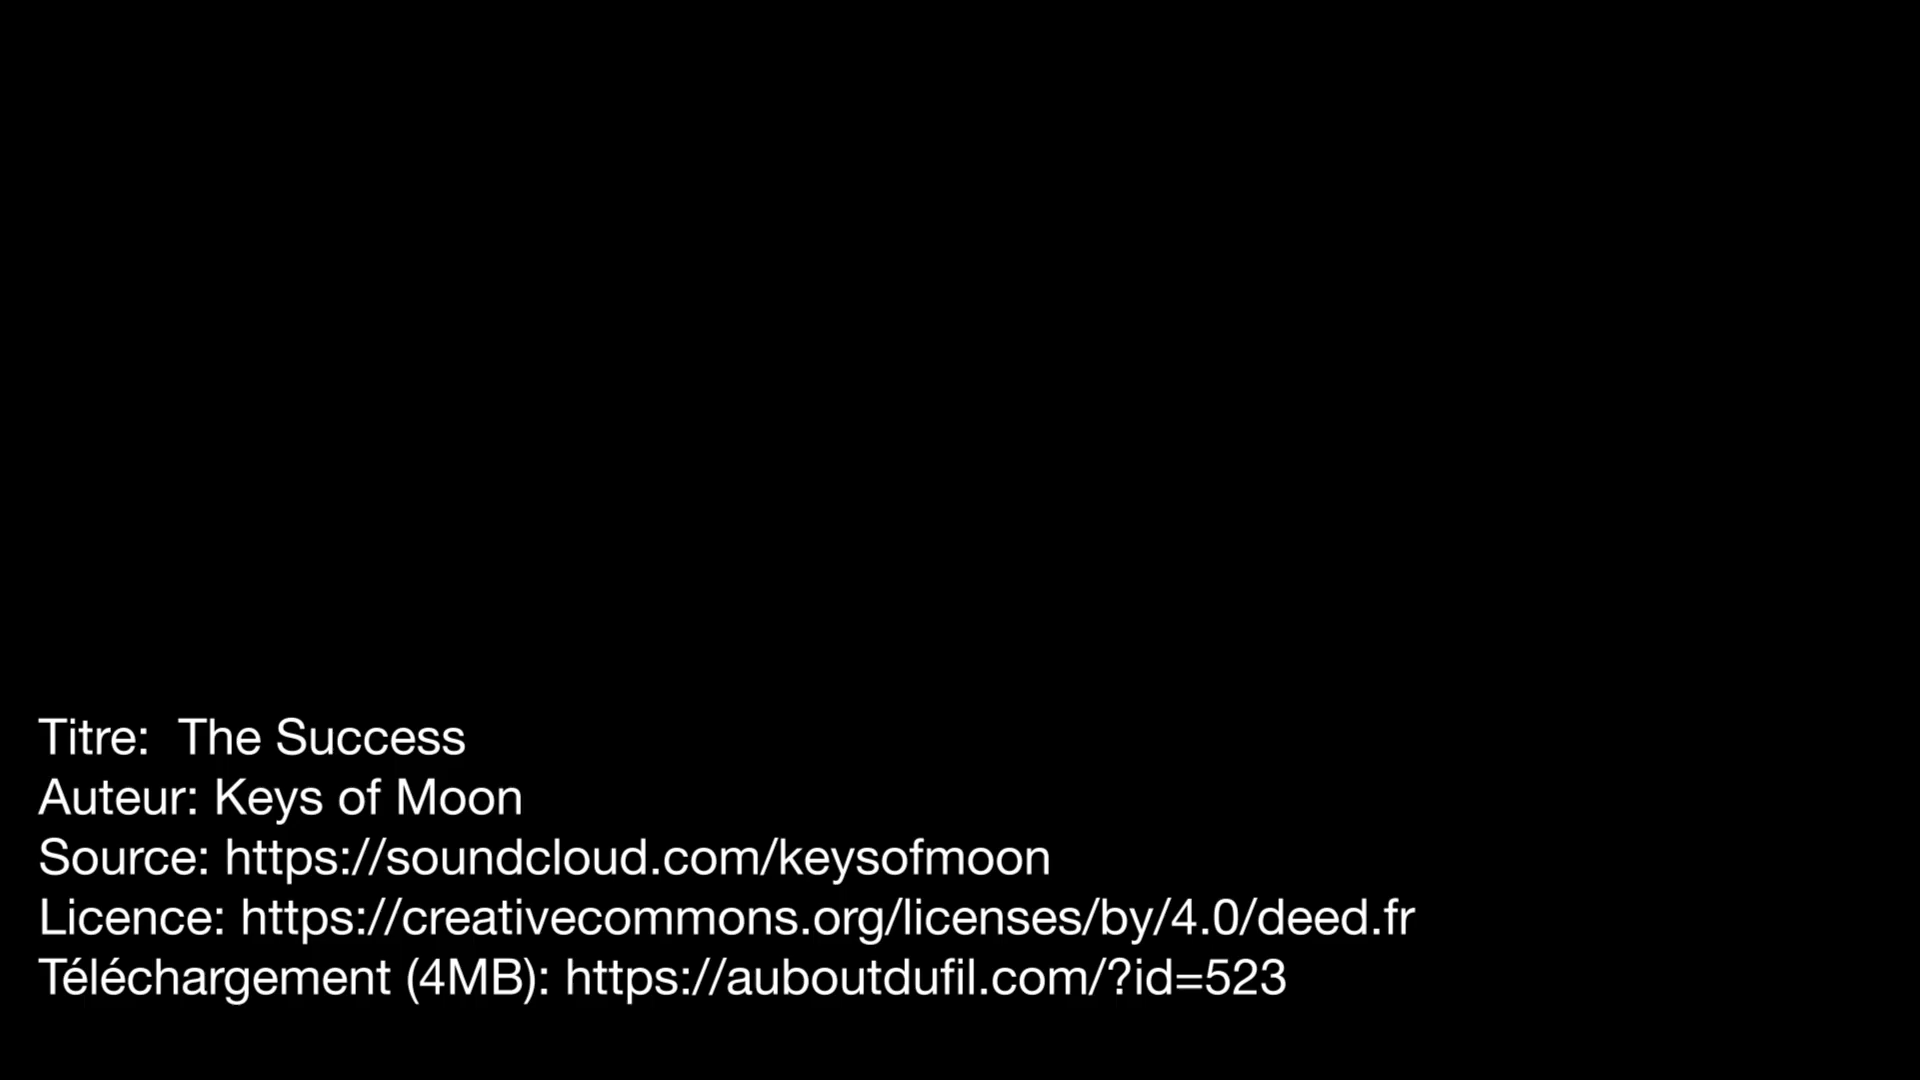 Titre:  The Success
Auteur: Keys of Moon
Source: https://soundcloud.com/keysofmoon
Licence: https://creativecommons.org/licenses/by/4.0/deed.fr
Téléchargement (4MB): https://auboutdufil.com/?id=523